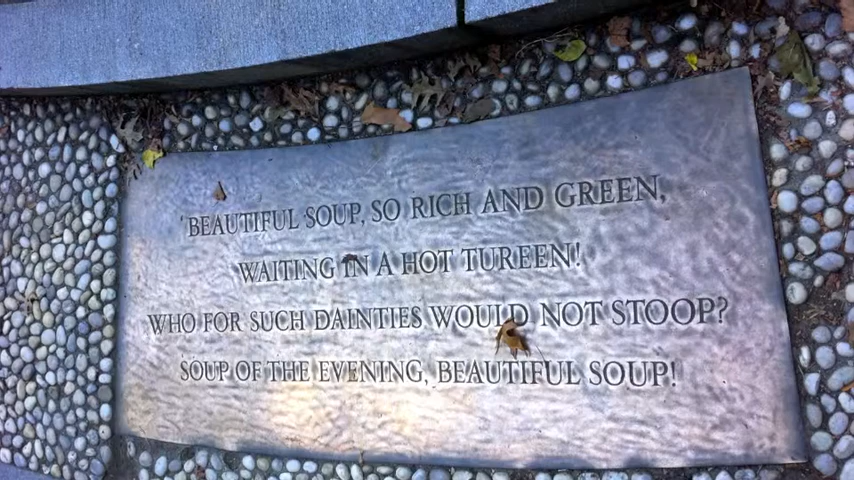 'BEAUTIFUL SOUP, SO RICH AND GREEN,
WAITING IN A HOT TUREEN!
WHO FOR SUCH DAINTIES WOULD NOT STOOP?
SOUP OF THE EVENING, BEAUTIFUL SOUP!